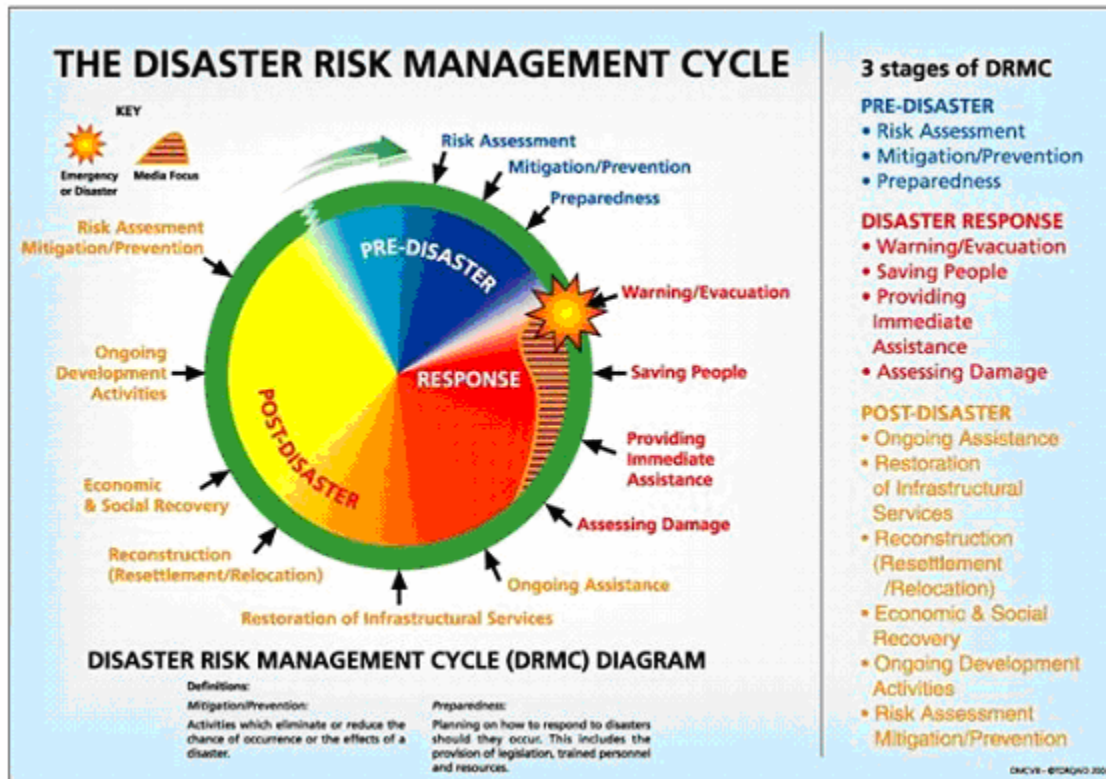 THE DISASTER RISK MANAGEMENT CYCLE
KEY
Emergency
or Disaster
Media Focus
Risk Assessment
Mitigation/Prevention
Preparedness
Warning/Evacuation
Saving People
Providing
Immediate
Assistance
Assessing Damage
Ongoing Assistance
Restoration of Infrastructural Services
Reconstruction
(Resettlement/Relocation)
Economic
& Social Recovery
Ongoing
Development
Activities
Risk Assesment
Mitigation/Prevention
PRE-DISASTER
RESPONSE
POST-DISASTER
DISASTER RISK MANAGEMENT CYCLE (DRMC) DIAGRAM
Definitions:
Mitigation/Prevention:
Activities which eliminate or reduce the
chance of occurrence or the effects of a
disaster.
Preparedness:
Planning on how to respond to disasters
should they occur. This includes the
provision of legislation, trained personnel
and resources.
3 stages of DRMC
PRE-DISASTER
• Risk Assessment
• Mitigation/Prevention
• Preparedness
DISASTER RESPONSE
• Warning/Evacuation
• Saving People
• Providing
Immediate
Assistance
• Assessing Damage
POST-DISASTER
• Ongoing Assistance
• Restoration
of Infrastructural
Services
• Reconstruction
(Resettlement
/Relocation)
• Economic & Social
Recovery
• Ongoing Development
Activities
• Risk Assessment
Mitigation/Prevention